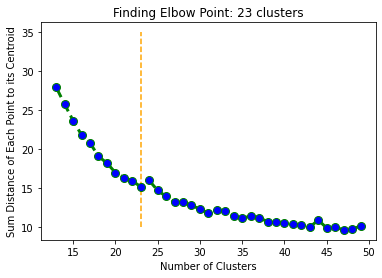 Finding Elbow Point: 23 clusters
Sum Distance of Each Point to its Centroid
35
30
25
20
15
10
15 20 25 30 35 40 45 50
Number of Clusters